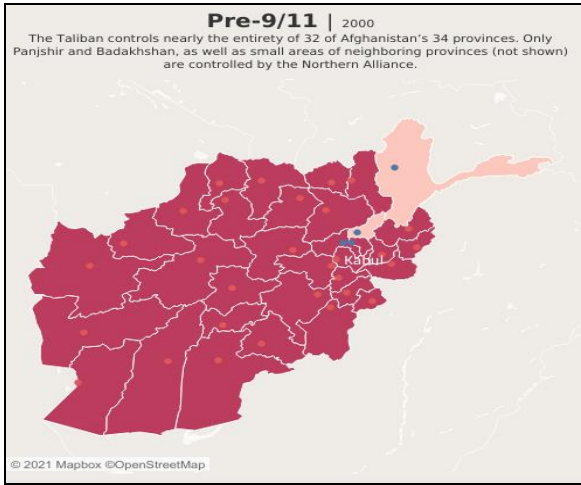 Pre-9/11 | 2000
The Taliban controls nearly the entirety of 32 of Afghanistan's 34 provinces. Only
Panjshir and Badakhshan, as well as small areas of neighboring provinces (not shown)
are controlled by the Northern Alliance.
Kabul
© 2021 Mapbox ©OpenStreetMap